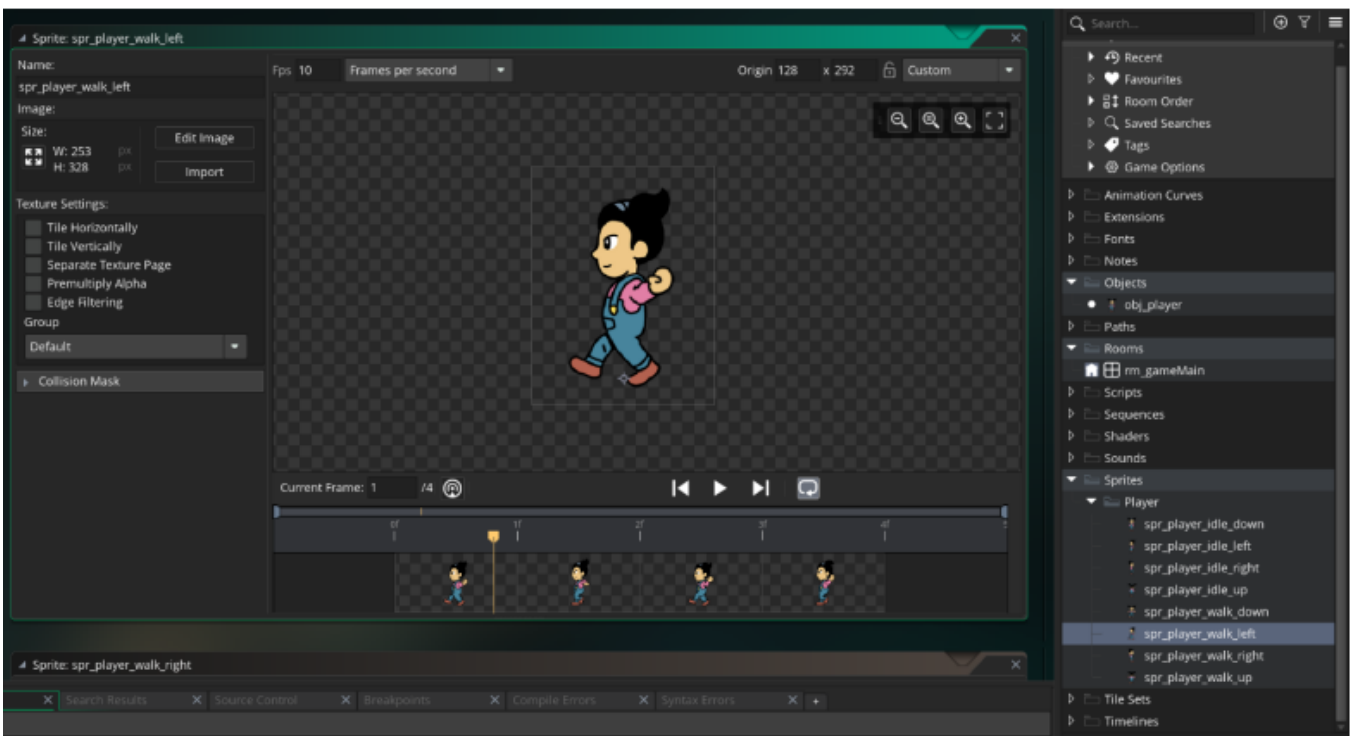 Sprite: spr_player_walk_left
Name:
spr_player_walk_left
Image:
Size:
W: 253 px
H: 328 px
Edit Image
Import
Texture Settings:
Tile Horizontally
Tile Vertically
Separate Texture Page
Premultiply Alpha
Edge Filtering
Group
Default
Collision Mask
Fps 10 Frames per second
Origin 128 x 292 Custom
Current Frame: 1 /4
0f 1f 2f 3f 4f 5
Sprite: spr_player_walk_right
Search Results Source Control Breakpoints Compile Errors Syntax Errors
Search...
Recent
Favourites
Room Order
Saved Searches
Tags
Game Options
Animation Curves
Extensions
Fonts
Notes
Objects
obj_player
Paths
Rooms
rm_gameMain
Scripts
Sequences
Shaders
Sounds
Sprites
Player
spr_player_idle_down
spr_player_idle_left
spr_player_idle_right
spr_player_idle_up
spr_player_walk_down
spr_player_walk_left
spr_player_walk_right
spr_player_walk_up
Tile Sets
Timelines